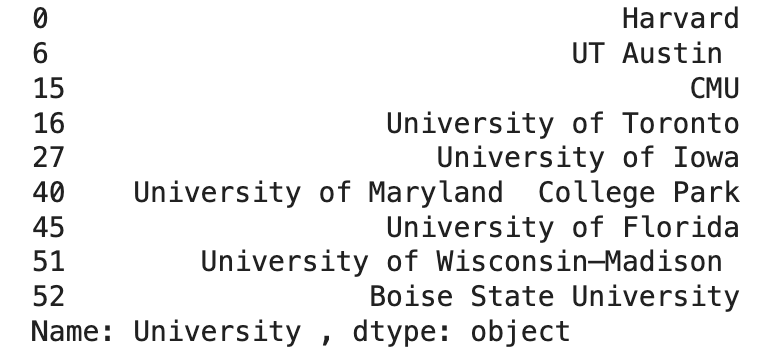 0                                   Harvard
6                                UT Austin 
15                                      CMU
16                    University of Toronto
27                       University of Iowa
40    University of Maryland  College Park
45                    University of Florida
51         University of Wisconsin—Madison 
52                   Boise State University
Name: University , dtype: object